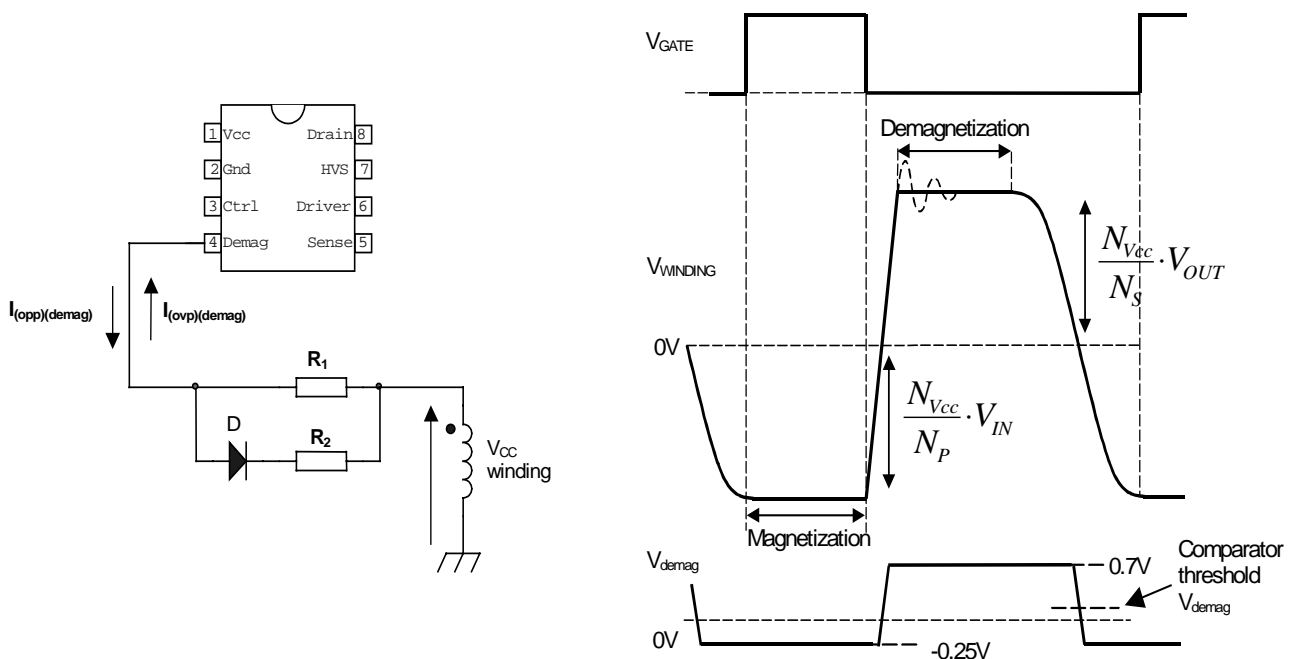 1 Vcc Drain 8
2 Gnd HVS 7
3 Ctrl Driver 6
4 Demag Sense 5
I(opp)(demag)
I(ovp)(demag)
R1
D
R2
VCC
winding
VGATE
Demagnetization
VWINDING
NVcc
NS
·VOUT
0V
NVcc
NP
·VIN
Magnetization
Vdemag
0.7V
Comparator
threshold
Vdemag
0V
-0.25V